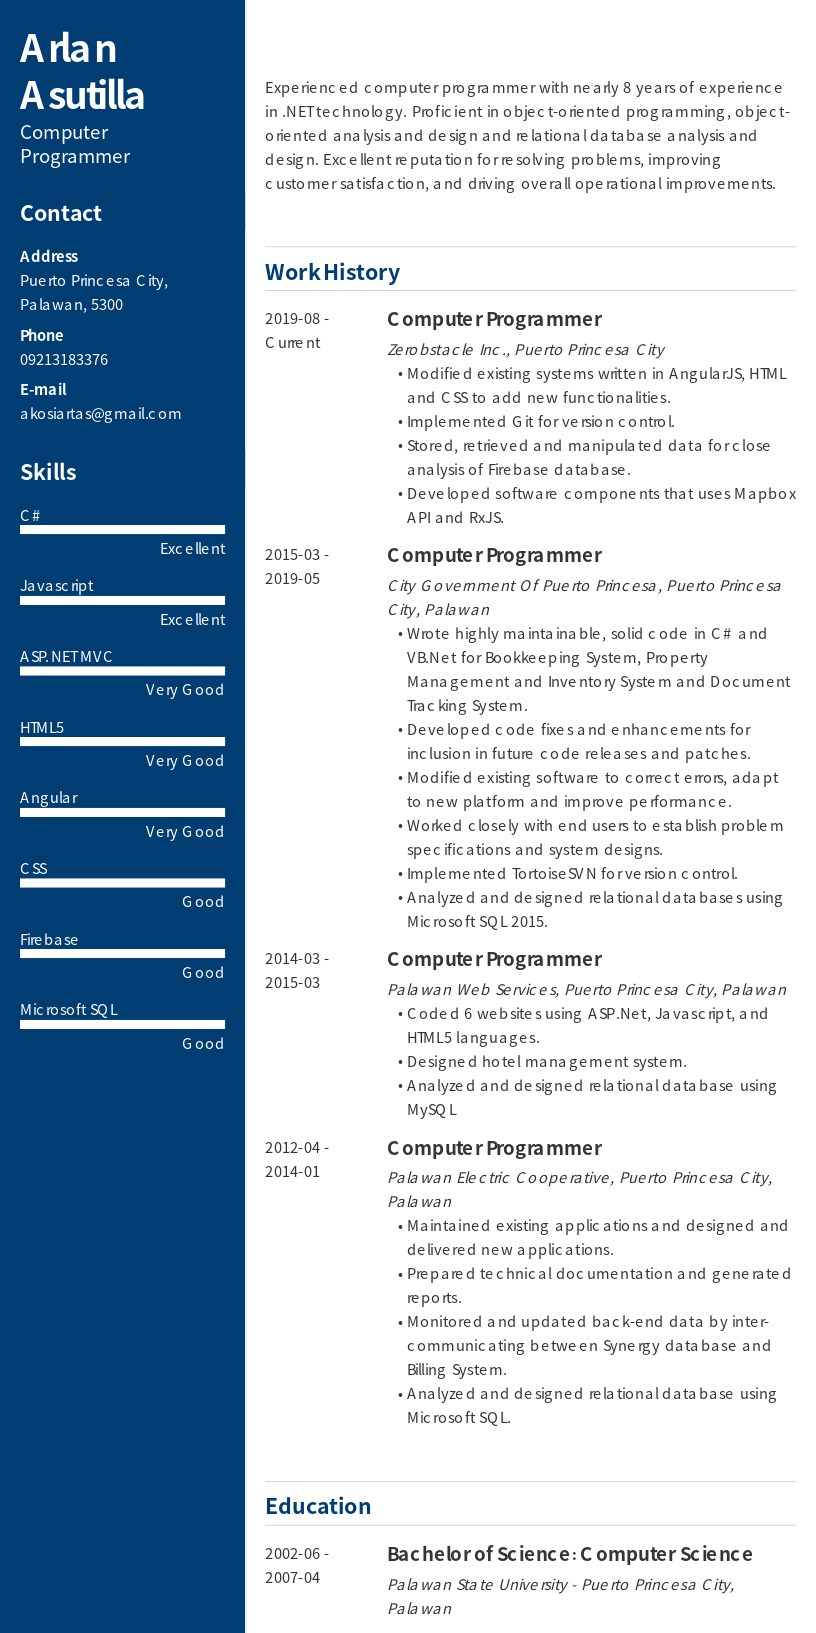 Arlan
Asutilla
Computer
Programmer
Contact
Address
Puerto Princesa City,
Palawan, 5300
Phone
09213183376
E-mail
akosiartas@gmail.com
Skills
C#
Excellent
Javascript
Excellent
ASP.NET MVC
Very Good
HTML5
Very Good
Angular
Very Good
CSS
Good
Firebase
Good
Microsoft SQL
Good
Experienced computer programmer with nearly 8 years of experience
in .NET technology. Proficient in object-oriented programming, object-
oriented analysis and design and relational database analysis and
design. Excellent reputation for resolving problems, improving
customer satisfaction, and driving overall operational improvements.
Work History
2019-08 -
Current
Computer Programmer
Zerobstacle Inc., Puerto Princesa City
• Modified existing systems written in AngularJS, HTML
and CSS to add new functionalities.
• Implemented Git for version control.
• Stored, retrieved and manipulated data for close
analysis of Firebase database.
• Developed software components that uses Mapbox
API and RxJS.
2015-03 -
2019-05
Computer Programmer
City Government Of Puerto Princesa, Puerto Princesa
City, Palawan
• Wrote highly maintainable, solid code in C# and
VB.Net for Bookkeeping System, Property
Management and Inventory System and Document
Tracking System.
• Developed code fixes and enhancements for
inclusion in future code releases and patches.
• Modified existing software to correct errors, adapt
to new platform and improve performance.
• Worked closely with end users to establish problem
specifications and system designs.
• Implemented TortoiseSVN for version control.
• Analyzed and designed relational databases using
Microsoft SQL 2015.
2014-03 -
2015-03
Computer Programmer
Palawan Web Services, Puerto Princesa City, Palawan
• Coded 6 websites using ASP.Net, Javascript, and
HTML5 languages.
• Designed hotel management system.
• Analyzed and designed relational database using
MySQL
2012-04 -
2014-01
Computer Programmer
Palawan Electric Cooperative, Puerto Princesa City,
Palawan
• Maintained existing applications and designed and
delivered new applications.
• Prepared technical documentation and generated
reports.
• Monitored and updated back-end data by inter-
communicating between Synergy database and
Billing System.
• Analyzed and designed relational database using
Microsoft SQL.
Education
2002-06 -
2007-04
Bachelor of Science: Computer Science
Palawan State University - Puerto Princesa City,
Palawan